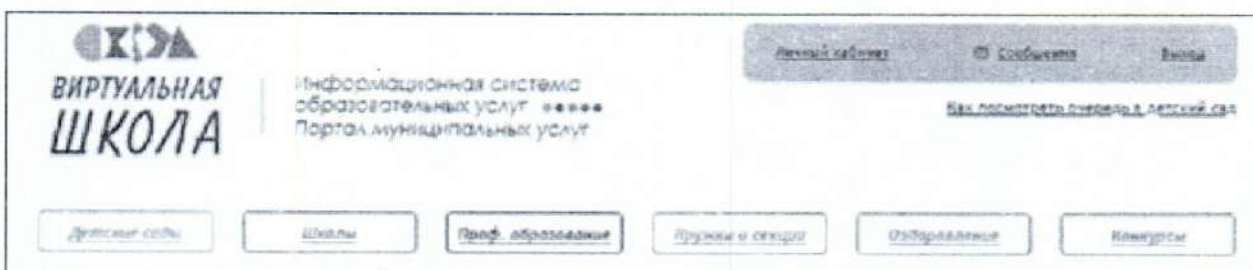 ВИРТУАЛЬНАЯ
ШКОЛА
Информационная система
образовательных услуг
Портал муниципальных услуг
Личный кабинет
Сообщения
Выход
Как посмотреть очередь в детский сад
Детские сады
Школы
Проф. образование
Кружки и секции
Оздоровление
Конкурсы